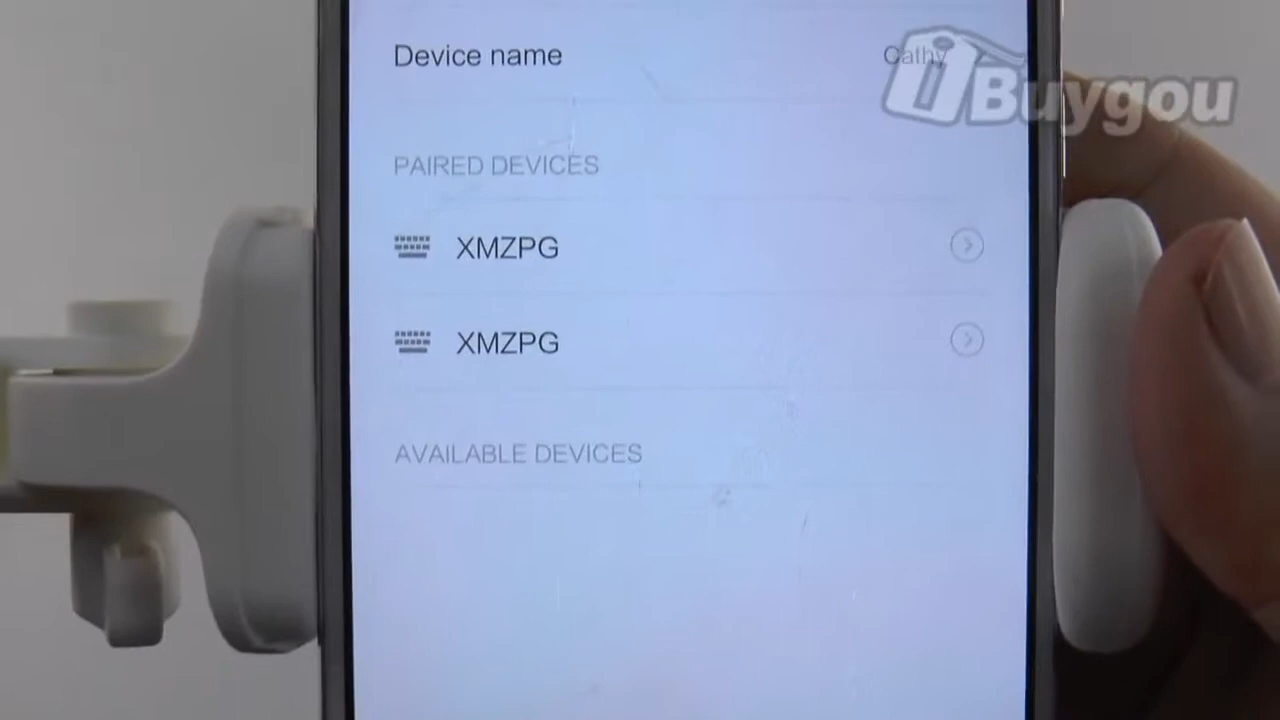 Device name
Cathy
iBuygou
PAIRED DEVICES
XMZPG
XMZPG
AVAILABLE DEVICES